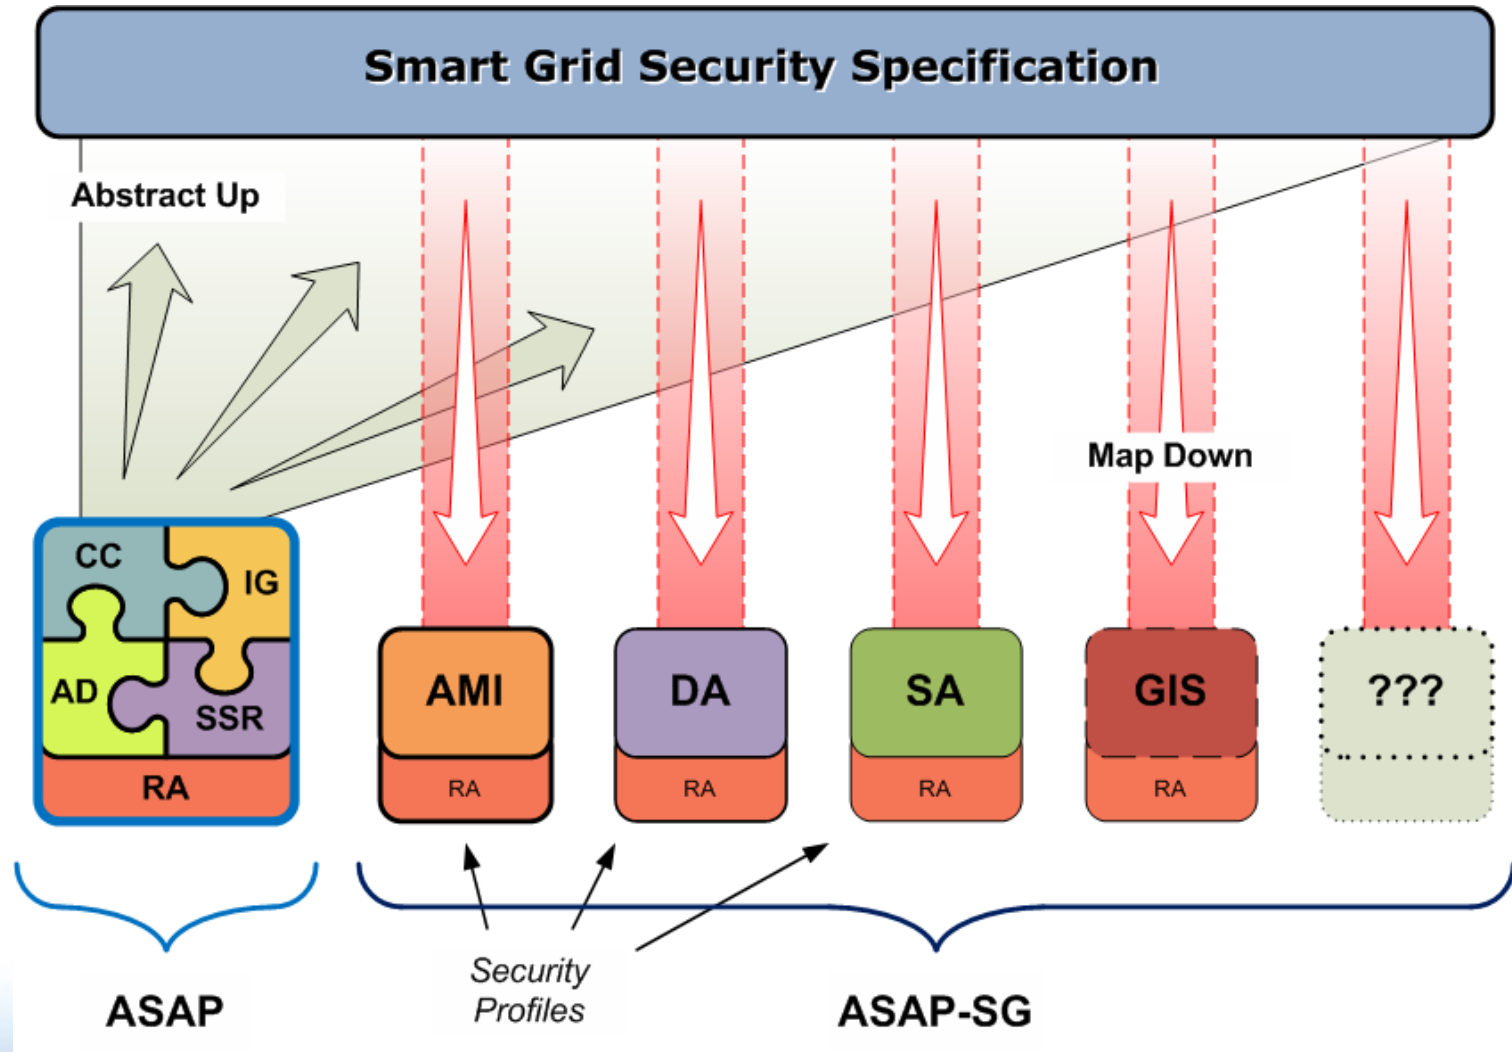 Smart Grid Security Specification
Abstract Up
Map Down
CC
IG
AD
SSR
RA
AMI
RA
DA
RA
SA
RA
GIS
RA
???
Security
Profiles
ASAP
ASAP-SG